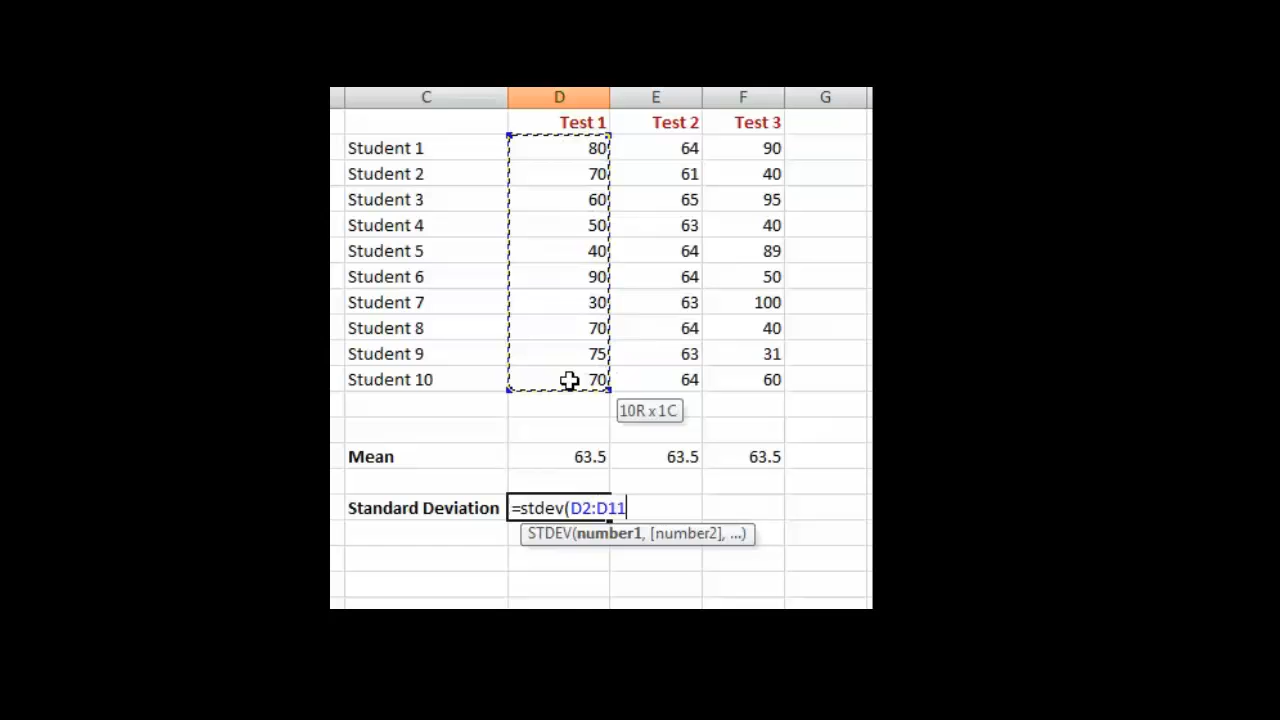 C D E F G
Test 1 Test 2 Test 3
Student 1 80 64 90
Student 2 70 61 40
Student 3 60 65 95
Student 4 50 63 40
Student 5 40 64 89
Student 6 90 64 50
Student 7 30 63 100
Student 8 70 64 40
Student 9 75 63 31
Student 10 70 64 60
10R x 1C
Mean 63.5 63.5 63.5
Standard Deviation =stdev(D2:D11
STDEV(number1, [number2], ...)